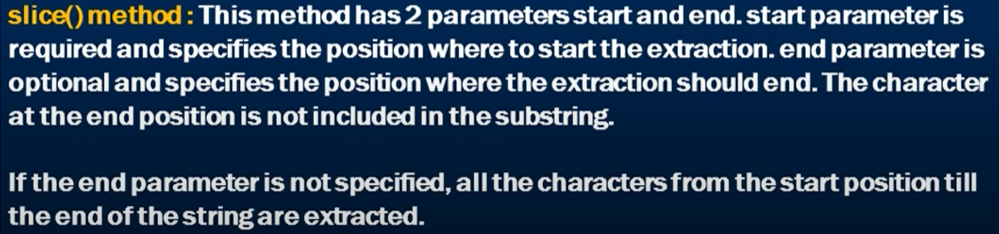 slice() method : This method has 2 parameters start and end. start parameter is
required and specifies the position where to start the extraction. end parameter is
optional and specifies the position where the extraction should end. The character
at the end position is not included in the substring.
If the end parameter is not specified, all the characters from the start position till
the end of the string are extracted.